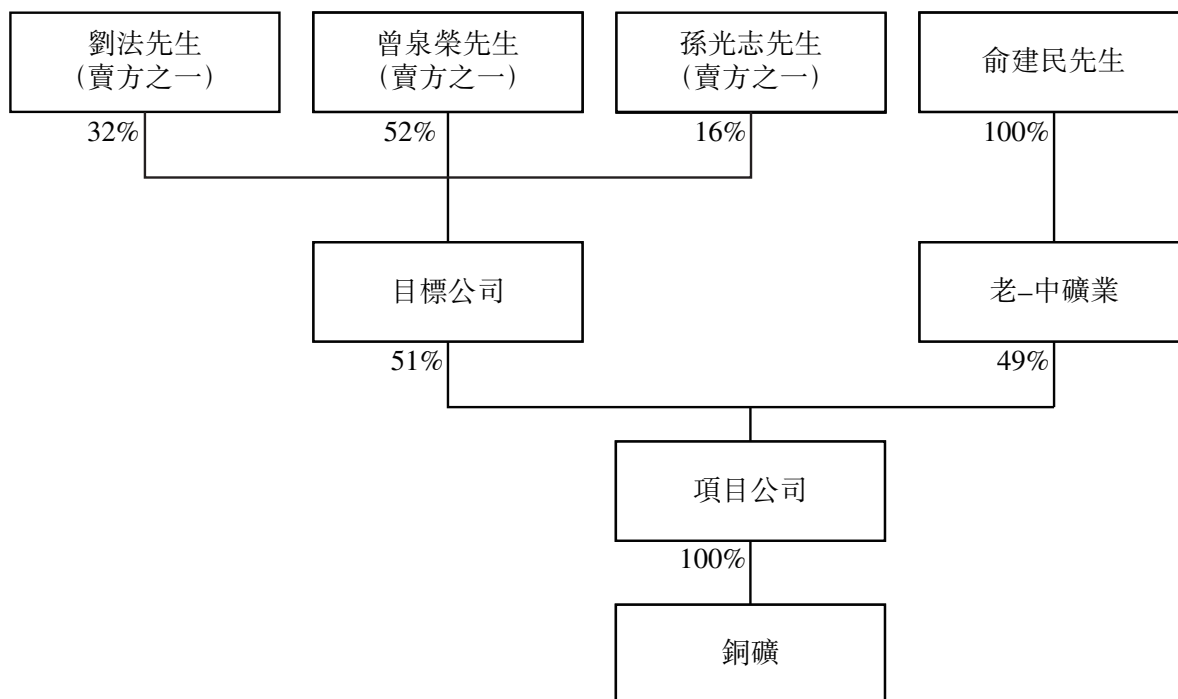 劉法先生
（賣方之一）
曾泉榮先生
（賣方之一）
孫光志先生
（賣方之一）
俞建民先生
32%
52%
16%
100%
目標公司
老–中礦業
51%
49%
項目公司
100%
銅礦